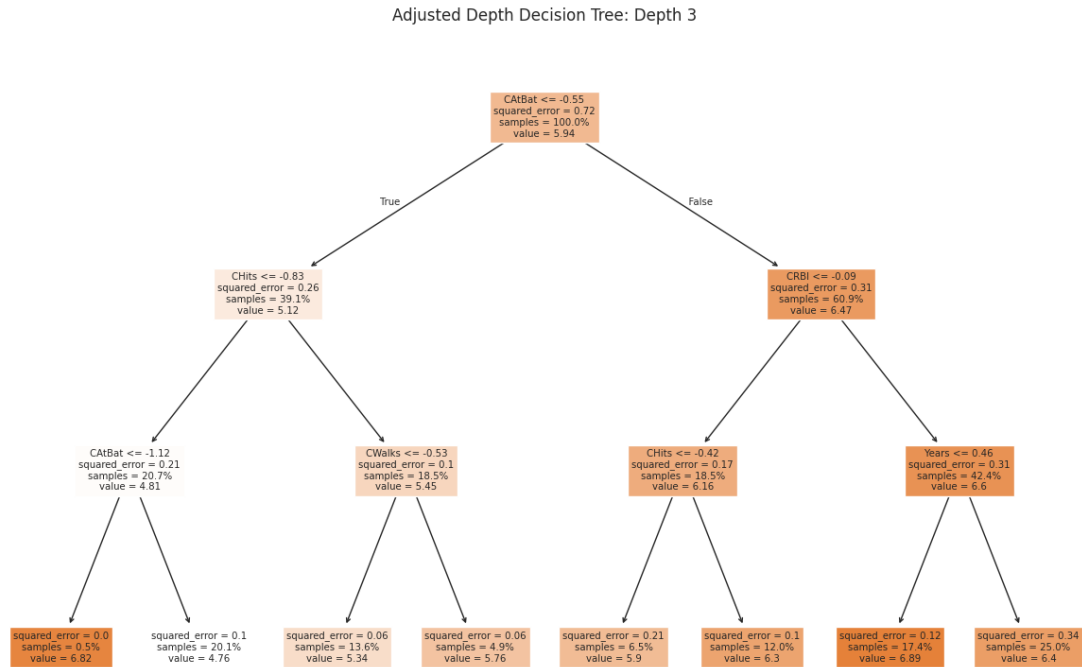 Adjusted Depth Decision Tree: Depth 3
CAtBat <= -0.55
squared_error = 0.72
samples = 100.0%
value = 5.94
True
False
CHits <= -0.83
squared_error = 0.26
samples = 39.1%
value = 5.12
CRBI <= -0.09
squared_error = 0.31
samples = 60.9%
value = 6.47
CAtBat <= -1.12
squared_error = 0.21
samples = 20.7%
value = 4.81
CWalks <= -0.53
squared_error = 0.1
samples = 18.5%
value = 5.45
CHits <= -0.42
squared_error = 0.17
samples = 18.5%
value = 6.16
Years <= 0.46
squared_error = 0.31
samples = 42.4%
value = 6.6
squared_error = 0.0
samples = 0.5%
value = 6.82
squared_error = 0.1
samples = 20.1%
value = 4.76
squared_error = 0.06
samples = 13.6%
value = 5.34
squared_error = 0.06
samples = 4.9%
value = 5.76
squared_error = 0.21
samples = 6.5%
value = 5.9
squared_error = 0.1
samples = 12.0%
value = 6.3
squared_error = 0.12
samples = 17.4%
value = 6.89
squared_error = 0.34
samples = 25.0%
value = 6.4